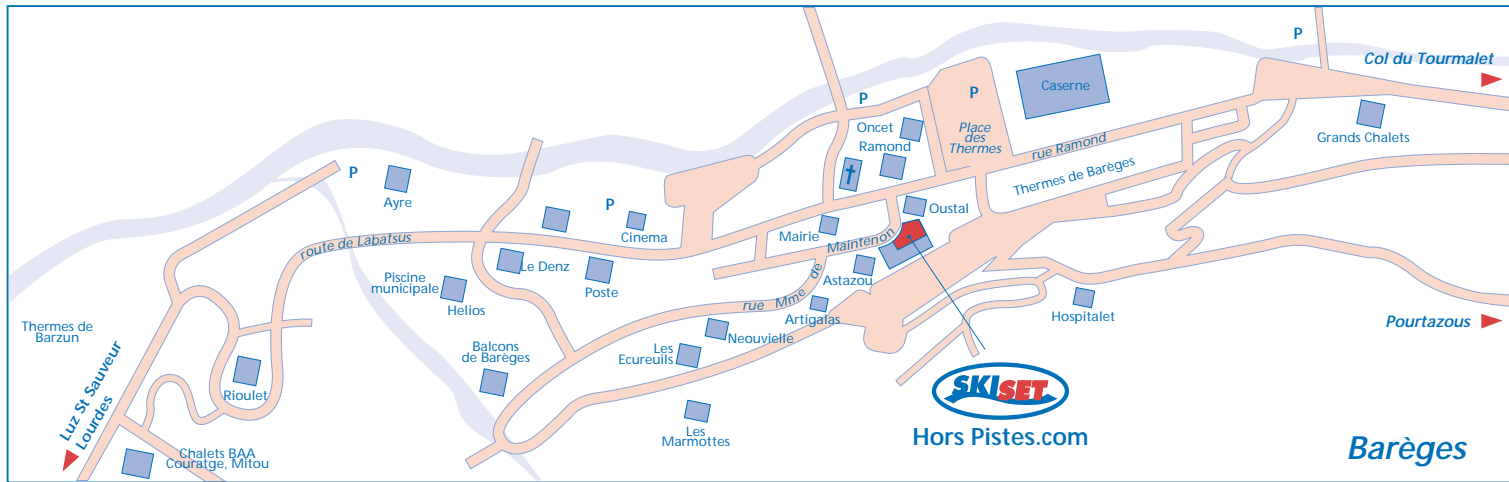 P
Col du Tourmalet
Caserne
P
P
Oncet
Place
des
Thermes
Grands Chalets
rue Ramond
Ramond
P
Ayre
Thermes de Barèges
P
Oustal
Cinema
Mairie
route de Labatsus
rue Mme de Maintenon
Le Denz
Piscine
municipale
Poste
Astazou
Helios
Hospitalet
Artigalas
Pourtazous
Thermes de
Barzun
Neouvielle
Balcons
de Barèges
Les
Ecureuils
Luz St Sauveur
Lourdes
Rioulet
SKISET
Hors Pistes.com
Les
Marmottes
Chalets BAA
Couratge, Mitou
Barèges